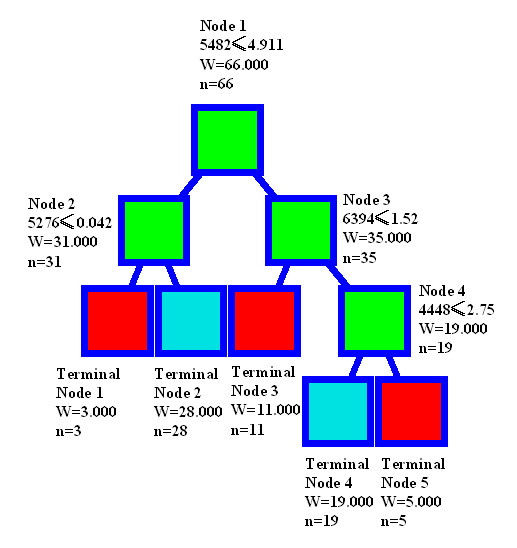 Node 1
5482⩽4.911
W=66.000
n=66
Node 2
5276⩽0.042
W=31.000
n=31
Node 3
6394⩽1.52
W=35.000
n=35
Node 4
4448⩽2.75
W=19.000
n=19
Terminal
Node 1
W=3.000
n=3
Terminal
Node 2
W=28.000
n=28
Terminal
Node 3
W=11.000
n=11
Terminal
Node 4
W=19.000
n=19
Terminal
Node 5
W=5.000
n=5